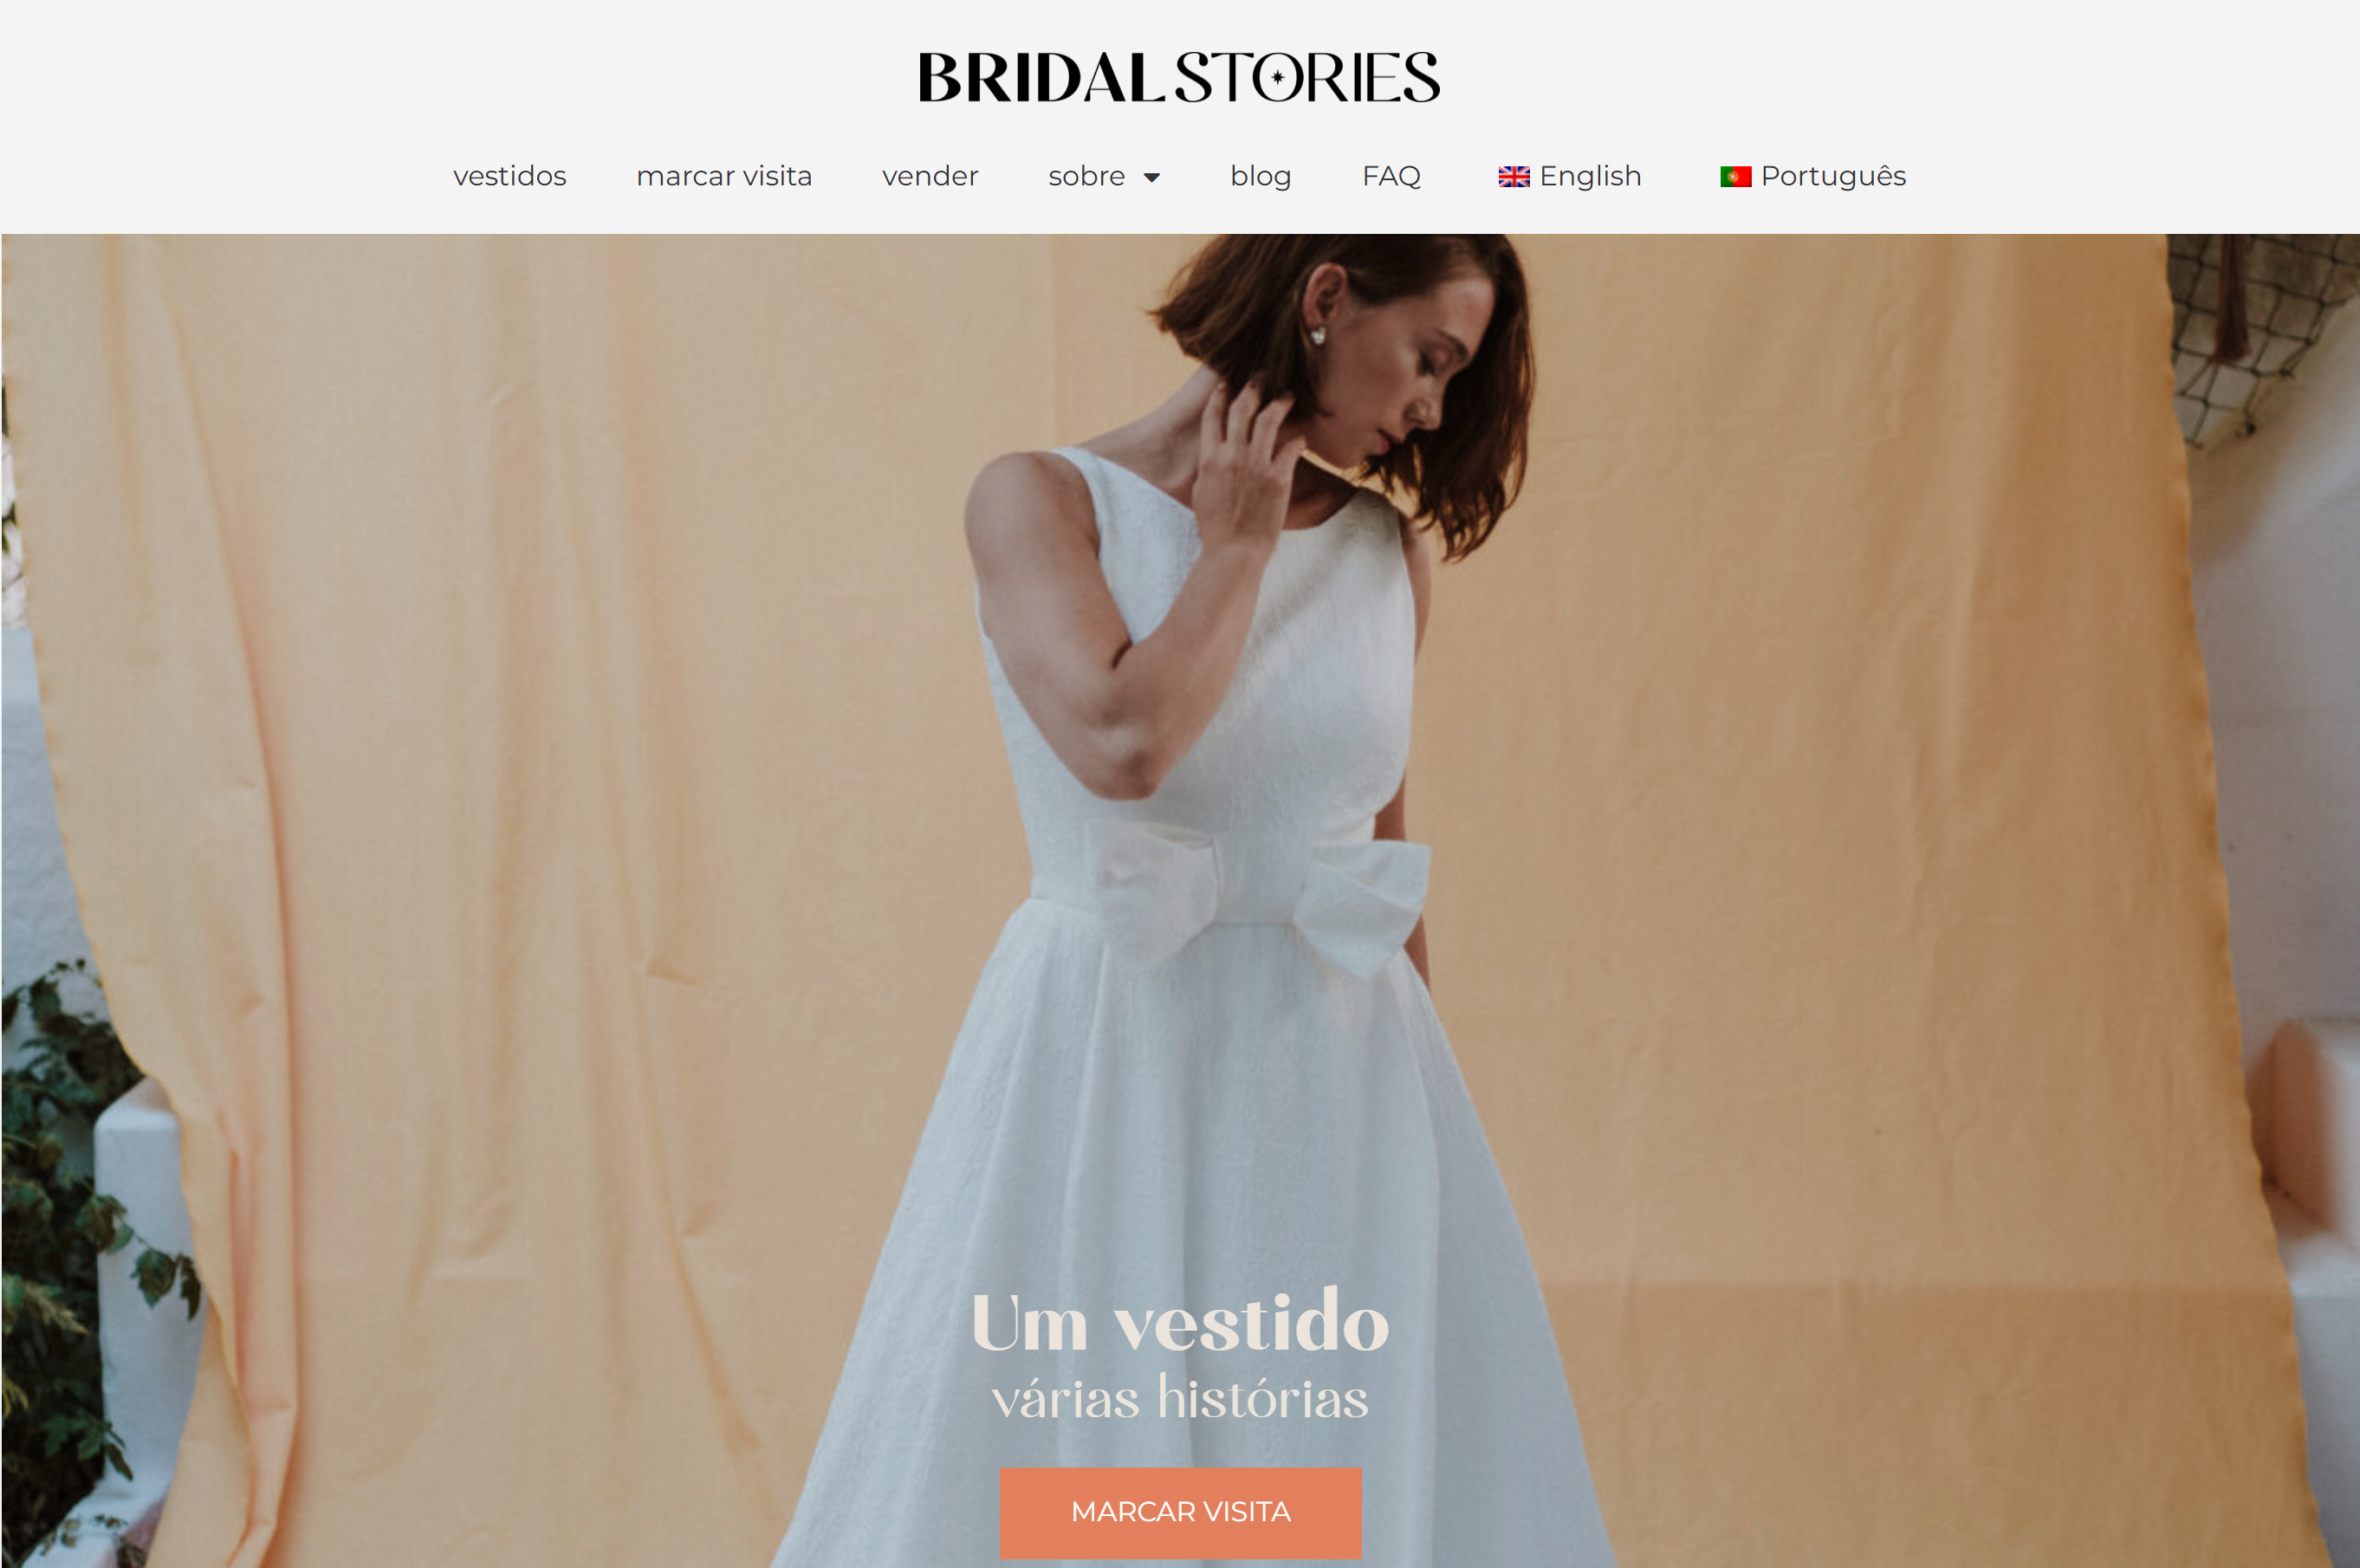 BRIDAL STORIES
vestidos marcar visita vender sobre blog FAQ English Português
Um vestido
várias histórias
MARCAR VISITA